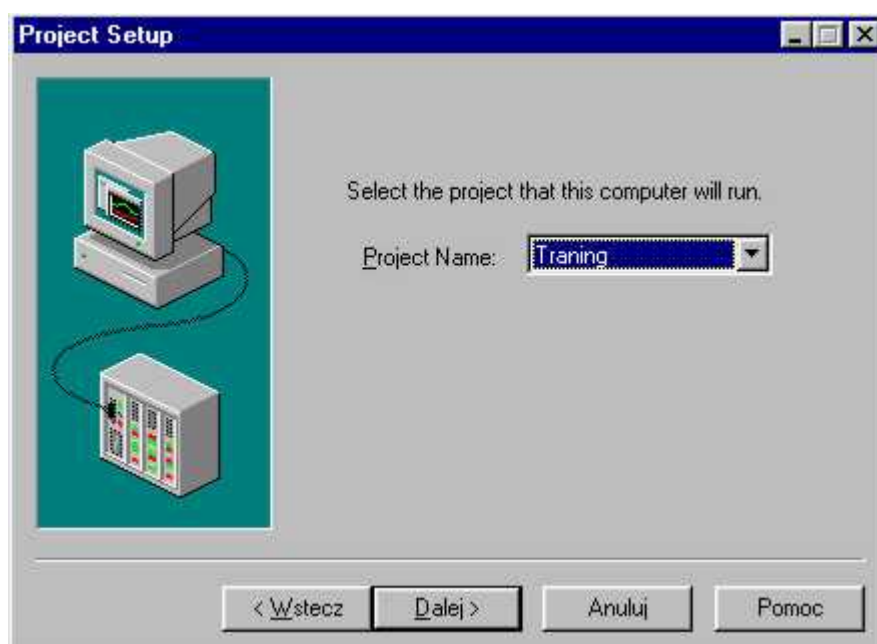 Project Setup
Select the project that this computer will run.
Project Name: Traning
< Wstecz Dalej > Anuluj Pomoc